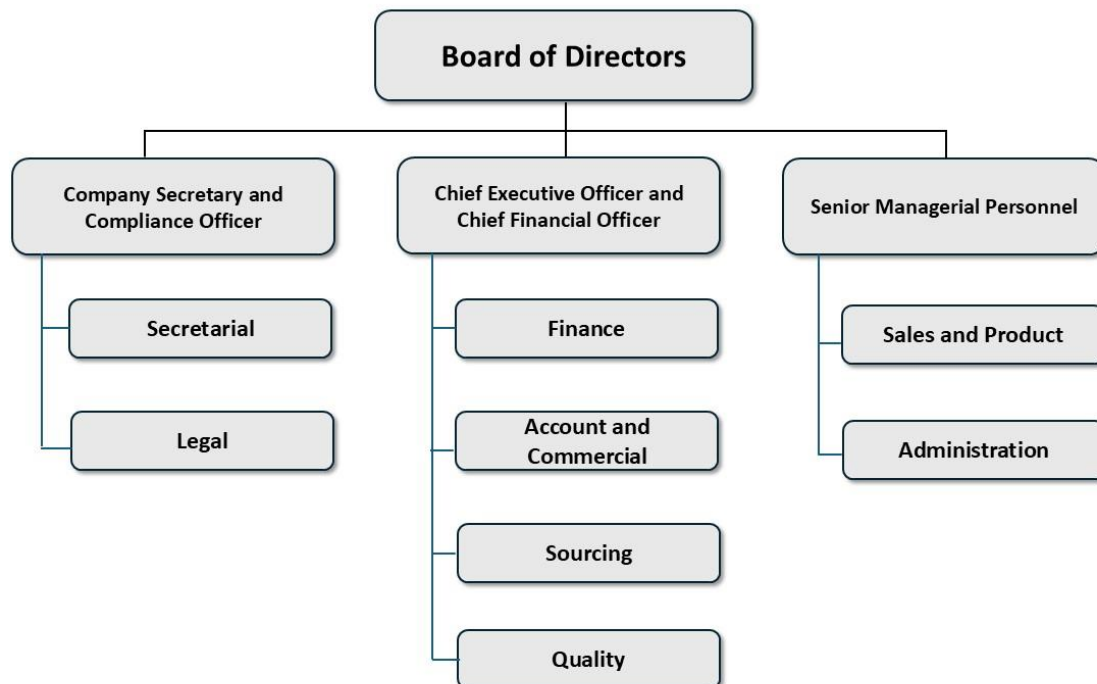 Board of Directors
Company Secretary and
Compliance Officer
Chief Executive Officer and
Chief Financial Officer
Senior Managerial Personnel
Secretarial
Legal
Finance
Account and
Commercial
Sourcing
Quality
Sales and Product
Administration